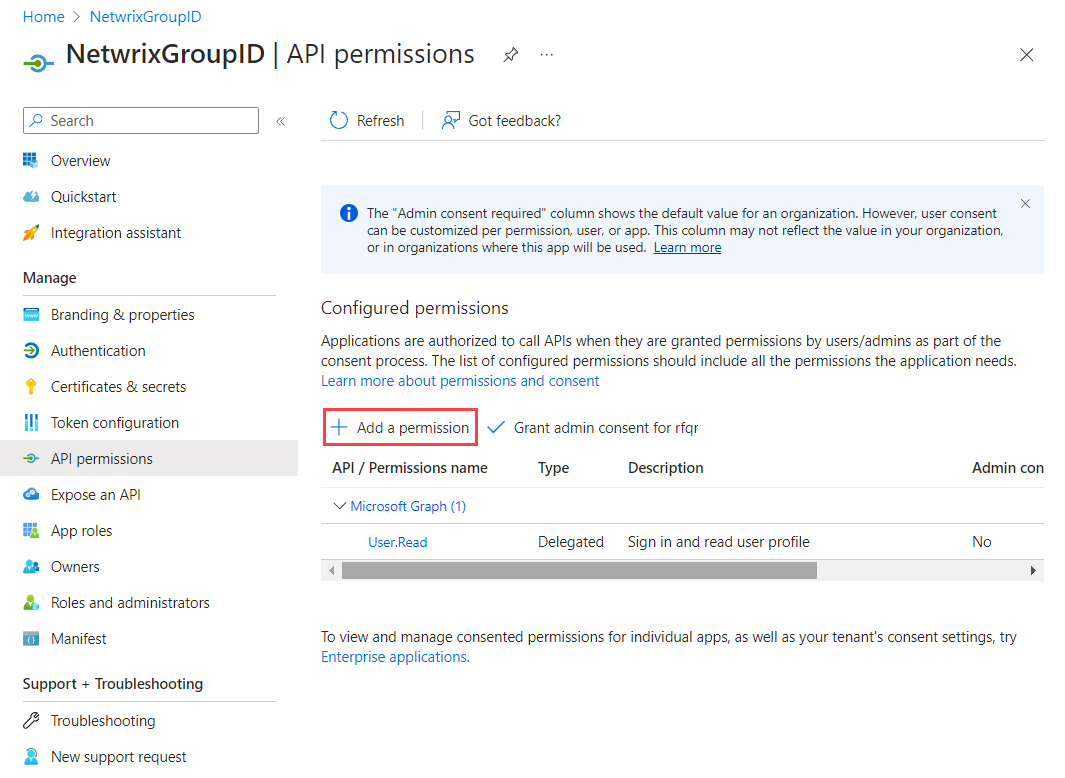 Home > NetwrixGroupID
NetwrixGroupID | API permissions ...
Search «
Overview
Quickstart
Integration assistant
Manage
Branding & properties
Authentication
Certificates & secrets
Token configuration
API permissions
Expose an API
App roles
Owners
Roles and administrators
Manifest
Support + Troubleshooting
Troubleshooting
New support request
Refresh | Got feedback?
The "Admin consent required" column shows the default value for an organization. However, user consent
can be customized per permission, user, or app. This column may not reflect the value in your organization,
or in organizations where this app will be used. Learn more
Configured permissions
Applications are authorized to call APIs when they are granted permissions by users/admins as part of the
consent process. The list of configured permissions should include all the permissions the application needs.
Learn more about permissions and consent
Add a permission Grant admin consent for rfqr
API / Permissions name Type Description Admin con
Microsoft Graph (1)
User.Read Delegated Sign in and read user profile No
To view and manage consented permissions for individual apps, as well as your tenant's consent settings, try
Enterprise applications.